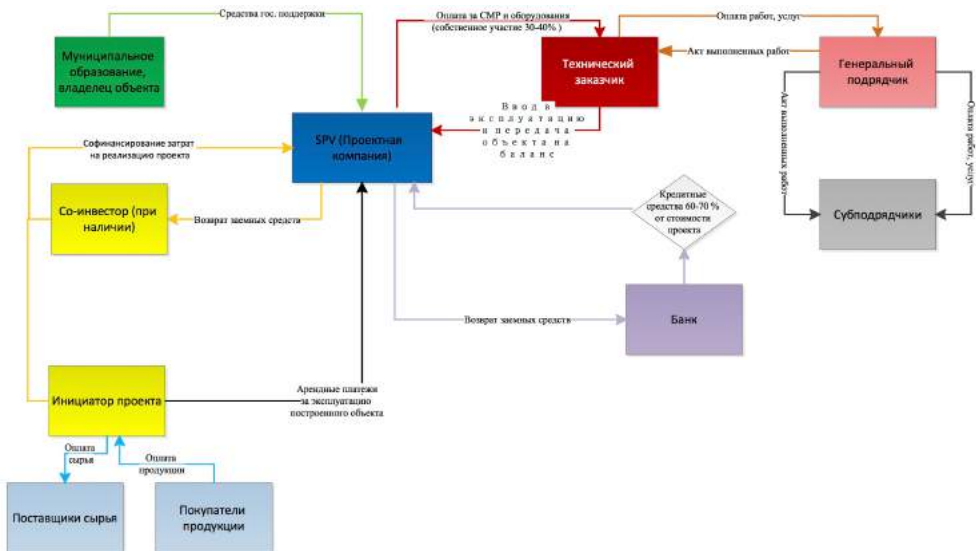 Средства гос. поддержки
Оплата за СМР и оборудования
(собственное участие 30-40% )
Оплата работ, услуг
Муниципальное
образование,
владелец объекта
Технический
заказчик
Акт выполненных работ
Генеральный
подрядчик
Ввод в
эксплуатацию
и передача
объекта на
баланс
SPV (Проектная
компания)
Акт выполненных
работ
Оплата работ, услуг
Софинансирование затрат
на реализацию проекта
Со-инвестор (при
наличии)
Возврат заемных средств
Кредитные
средства 60-70 %
от стоимости
проекта
Субподрядчики
Возврат заемных средств
Банк
Инициатор проекта
Арендные платежи
за эксплуатацию
построенного объекта
Оплата
сырья
Оплата
продукции
Поставщики сырья
Покупатели
продукции